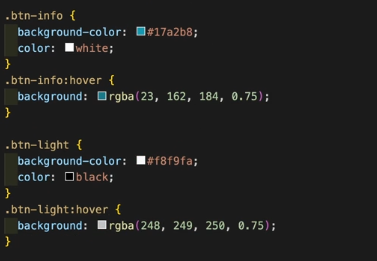 .btn-info {
background-color: #17a2b8;
color: white;
}
.btn-info:hover {
background: rgba(23, 162, 184, 0.75);
}
.btn-light {
background-color: #f8f9fa;
color: black;
}
.btn-light:hover {
background: rgba(248, 249, 250, 0.75);
}